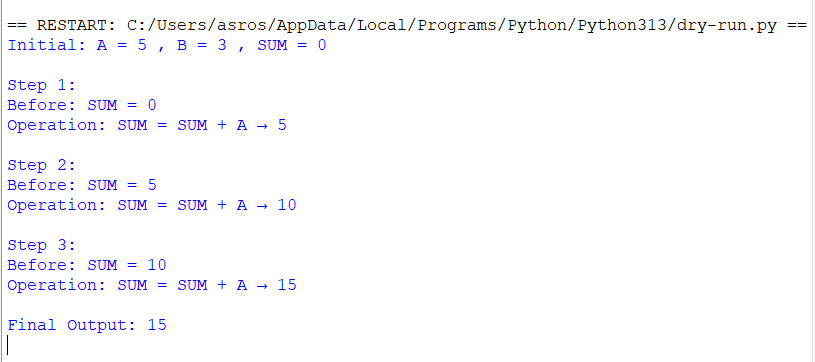 == RESTART: C:/Users/asros/AppData/Local/Programs/Python/Python313/dry-run.py ==
Initial: A = 5 , B = 3 , SUM = 0
Step 1:
Before: SUM = 0
Operation: SUM = SUM + A → 5
Step 2:
Before: SUM = 5
Operation: SUM = SUM + A → 10
Step 3:
Before: SUM = 10
Operation: SUM = SUM + A → 15
Final Output: 15